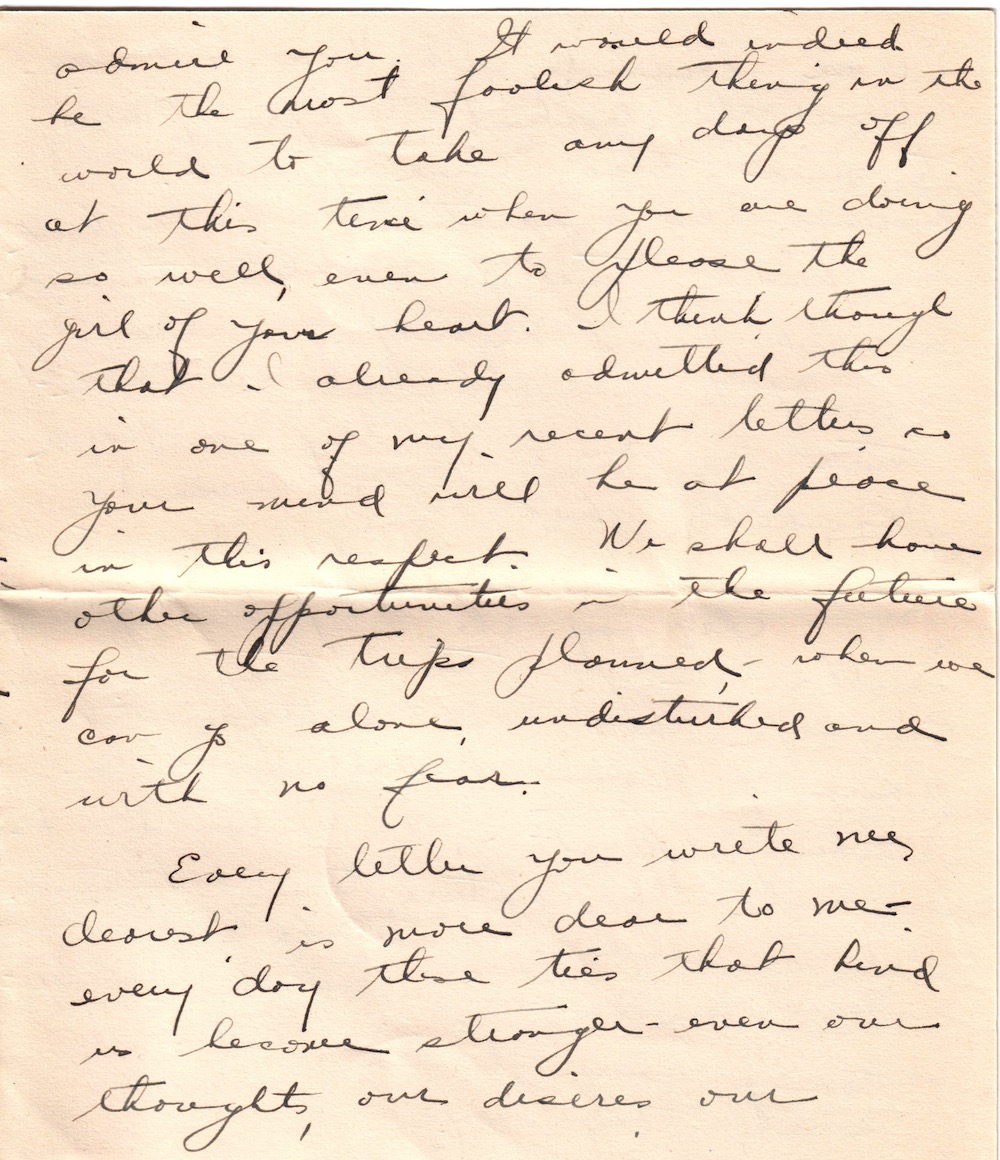 admire you. It would indeed
be the most foolish thing in the
world to take any days off
at this time when you are doing
so well, even to please the
girl of your heart. I think though
that I already admitted this
in one of my recent letters so
your mind will be at peace
in this respect. We shall have
other opportunities in the future
for the trips planned, - when we
can go alone, undisturbed and
with no fear.
Every letter you write me,
dearest is more dear to me -
every day these ties that bind
us become stronger - even our
thoughts, our desires our